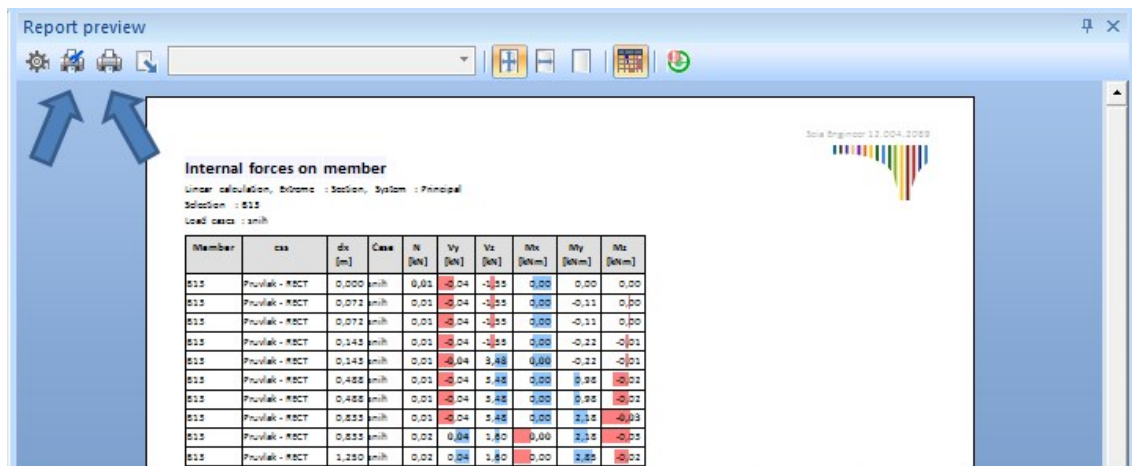 Report preview
Scia Engineer 12.004.2069
Internal forces on member
Linear calculation, Extreme : Section, System : Principal
Selection : B13
Load cases : snih
Member css dx Case N Vy Vz Mx My Mz
[m] [kN] [kN] [kN] [kNm] [kNm] [kNm]
B13 Pruvlak - RECT 0,000 snih 0,01 -0,04 -1,55 0,00 0,00 0,00
B13 Pruvlak - RECT 0,072 snih 0,01 -0,04 -1,55 0,00 -0,11 0,00
B13 Pruvlak - RECT 0,072 snih 0,01 -0,04 -1,55 0,00 -0,11 0,00
B13 Pruvlak - RECT 0,143 snih 0,01 -0,04 -1,55 0,00 -0,22 -0,01
B13 Pruvlak - RECT 0,143 snih 0,01 -0,04 3,48 0,00 -0,22 -0,01
B13 Pruvlak - RECT 0,488 snih 0,01 -0,04 3,48 0,00 0,98 -0,02
B13 Pruvlak - RECT 0,488 snih 0,01 -0,04 3,48 0,00 0,98 -0,02
B13 Pruvlak - RECT 0,833 snih 0,01 -0,04 3,48 0,00 2,18 -0,03
B13 Pruvlak - RECT 0,833 snih 0,02 0,04 1,60 0,00 2,18 -0,03
B13 Pruvlak - RECT 1,250 snih 0,02 0,04 1,60 0,00 2,85 -0,02